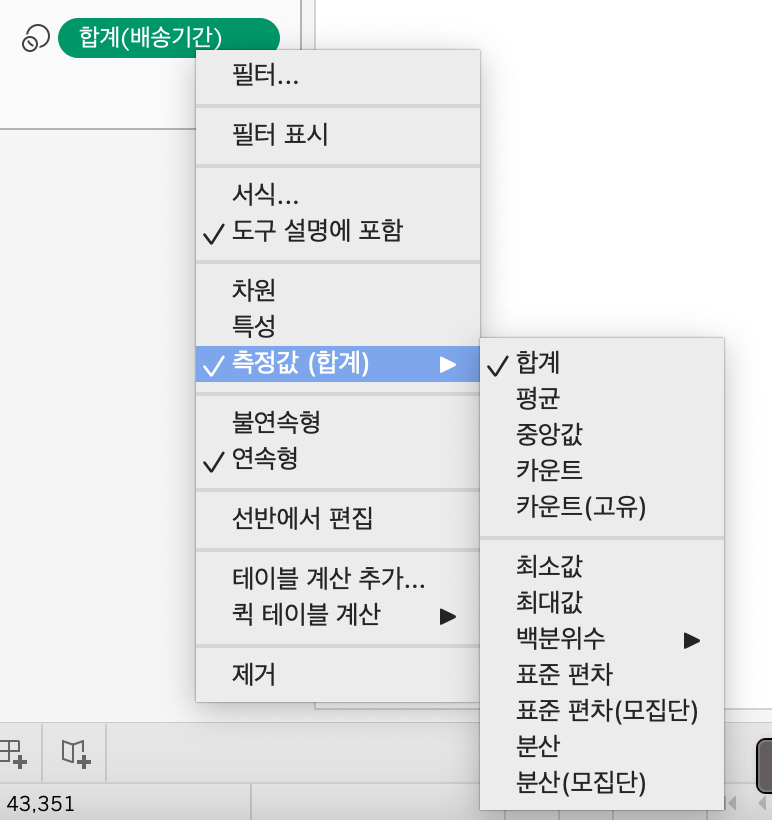 합계(배송기간)
필터...
필터 표시
서식...
도구 설명에 포함
차원
특성
측정값 (합계)
불연속형
연속형
선반에서 편집
테이블 계산 추가...
퀵 테이블 계산
제거
합계
평균
중앙값
카운트
카운트(고유)
최소값
최대값
백분위수
표준 편차
표준 편차(모집단)
분산
분산(모집단)
43,351